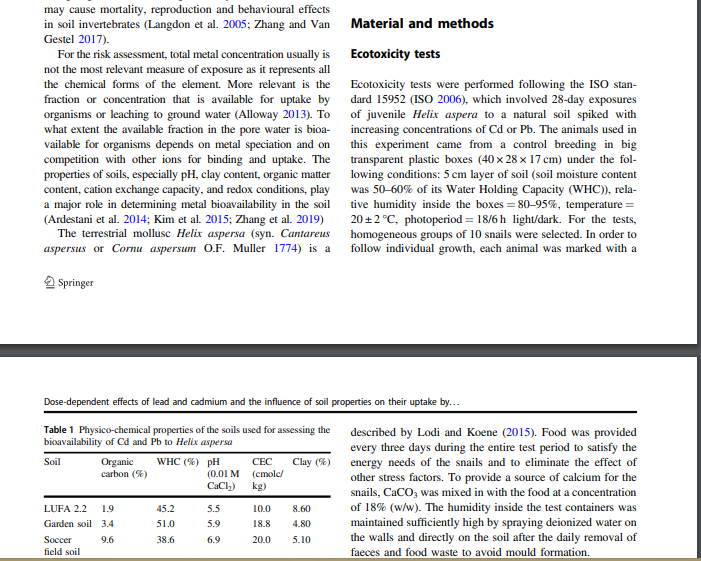 may cause mortality, reproduction and behavioural effects
in soil invertebrates (Langdon et al. 2005; Zhang and Van
Gestel 2017).
For the risk assessment, total metal concentration usually is
not the most relevant measure of exposure as it represents all
the chemical forms of the element. More relevant is the
fraction or concentration that is available for uptake by
organisms or leaching to ground water (Alloway 2013). To
what extent the available fraction in the pore water is bioa-
vailable for organisms depends on metal speciation and on
competition with other ions for binding and uptake. The
properties of soils, especially pH, clay content, organic matter
content, cation exchange capacity, and redox conditions, play
a major role in determining metal bioavailability in the soil
(Ardestani et al. 2014; Kim et al. 2015; Zhang et al. 2019)
The terrestrial mollusc Helix aspersa (syn. Cantareus
aspersus or Cornu aspersum O.F. Muller 1774) is a
Springer
Material and methods
Ecotoxicity tests
Ecotoxicity tests were performed following the ISO stan-
dard 15952 (ISO 2006), which involved 28-day exposures
of juvenile Helix aspera to a natural soil spiked with
increasing concentrations of Cd or Pb. The animals used in
this experiment came from a control breeding in big
transparent plastic boxes (40 × 28 × 17 cm) under the fol-
lowing conditions: 5 cm layer of soil (soil moisture content
was 50–60% of its Water Holding Capacity (WHC)), rela-
tive humidity inside the boxes = 80–95%, temperature =
20 ± 2 °C, photoperiod = 18/6 h light/dark. For the tests,
homogeneous groups of 10 snails were selected. In order to
follow individual growth, each animal was marked with a
Dose-dependent effects of lead and cadmium and the influence of soil properties on their uptake by...
Table 1 Physico-chemical properties of the soils used for assessing the
bioavailability of Cd and Pb to Helix aspersa
Soil Organic carbon (%) WHC (%) pH (0.01 M CaCl₂) CEC (cmolc/kg) Clay (%)
LUFA 2.2 1.9 45.2 5.5 10.0 8.60
Garden soil 3.4 51.0 5.9 18.8 4.80
Soccer field soil 9.6 38.6 6.9 20.0 5.10
described by Lodi and Koene (2015). Food was provided
every three days during the entire test period to satisfy the
energy needs of the snails and to eliminate the effect of
other stress factors. To provide a source of calcium for the
snails, CaCO₃ was mixed in with the food at a concentration
of 18% (w/w). The humidity inside the test containers was
maintained sufficiently high by spraying deionized water on
the walls and directly on the soil after the daily removal of
faeces and food waste to avoid mould formation.